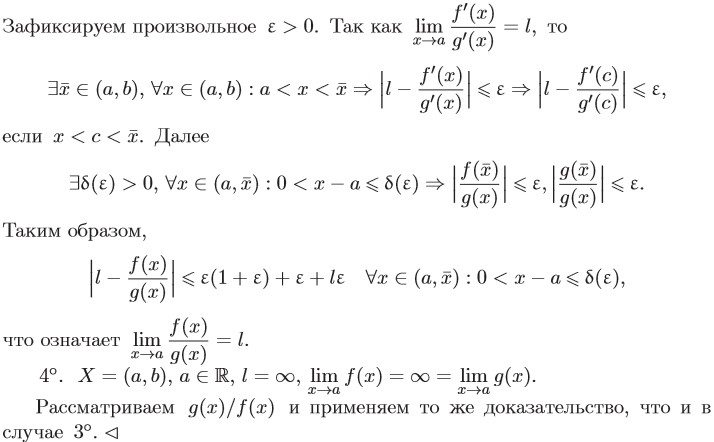 Зафиксируем произвольное ε > 0. Так как lim_{x→a} f′(x)/g′(x) = l, то
∃x̄ ∈ (a, b), ∀x ∈ (a, b) : a < x < x̄ ⇒ |l − f′(x)/g′(x)| ⩽ ε ⇒ |l − f′(c)/g′(c)| ⩽ ε,
если x < c < x̄. Далее
∃δ(ε) > 0, ∀x ∈ (a, x̄) : 0 < x − a ⩽ δ(ε) ⇒ |f(x̄)/g(x)| ⩽ ε, |g(x̄)/g(x)| ⩽ ε.
Таким образом,
|l − f(x)/g(x)| ⩽ ε(1 + ε) + ε + lε ∀x ∈ (a, x̄) : 0 < x − a ⩽ δ(ε),
что означает lim_{x→a} f(x)/g(x) = l.
4°. X = (a, b), a ∈ ℝ, l = ∞, lim_{x→a} f(x) = ∞ = lim_{x→a} g(x).
Рассматриваем g(x)/f(x) и применяем то же доказательство, что и в
случае 3°. ◁